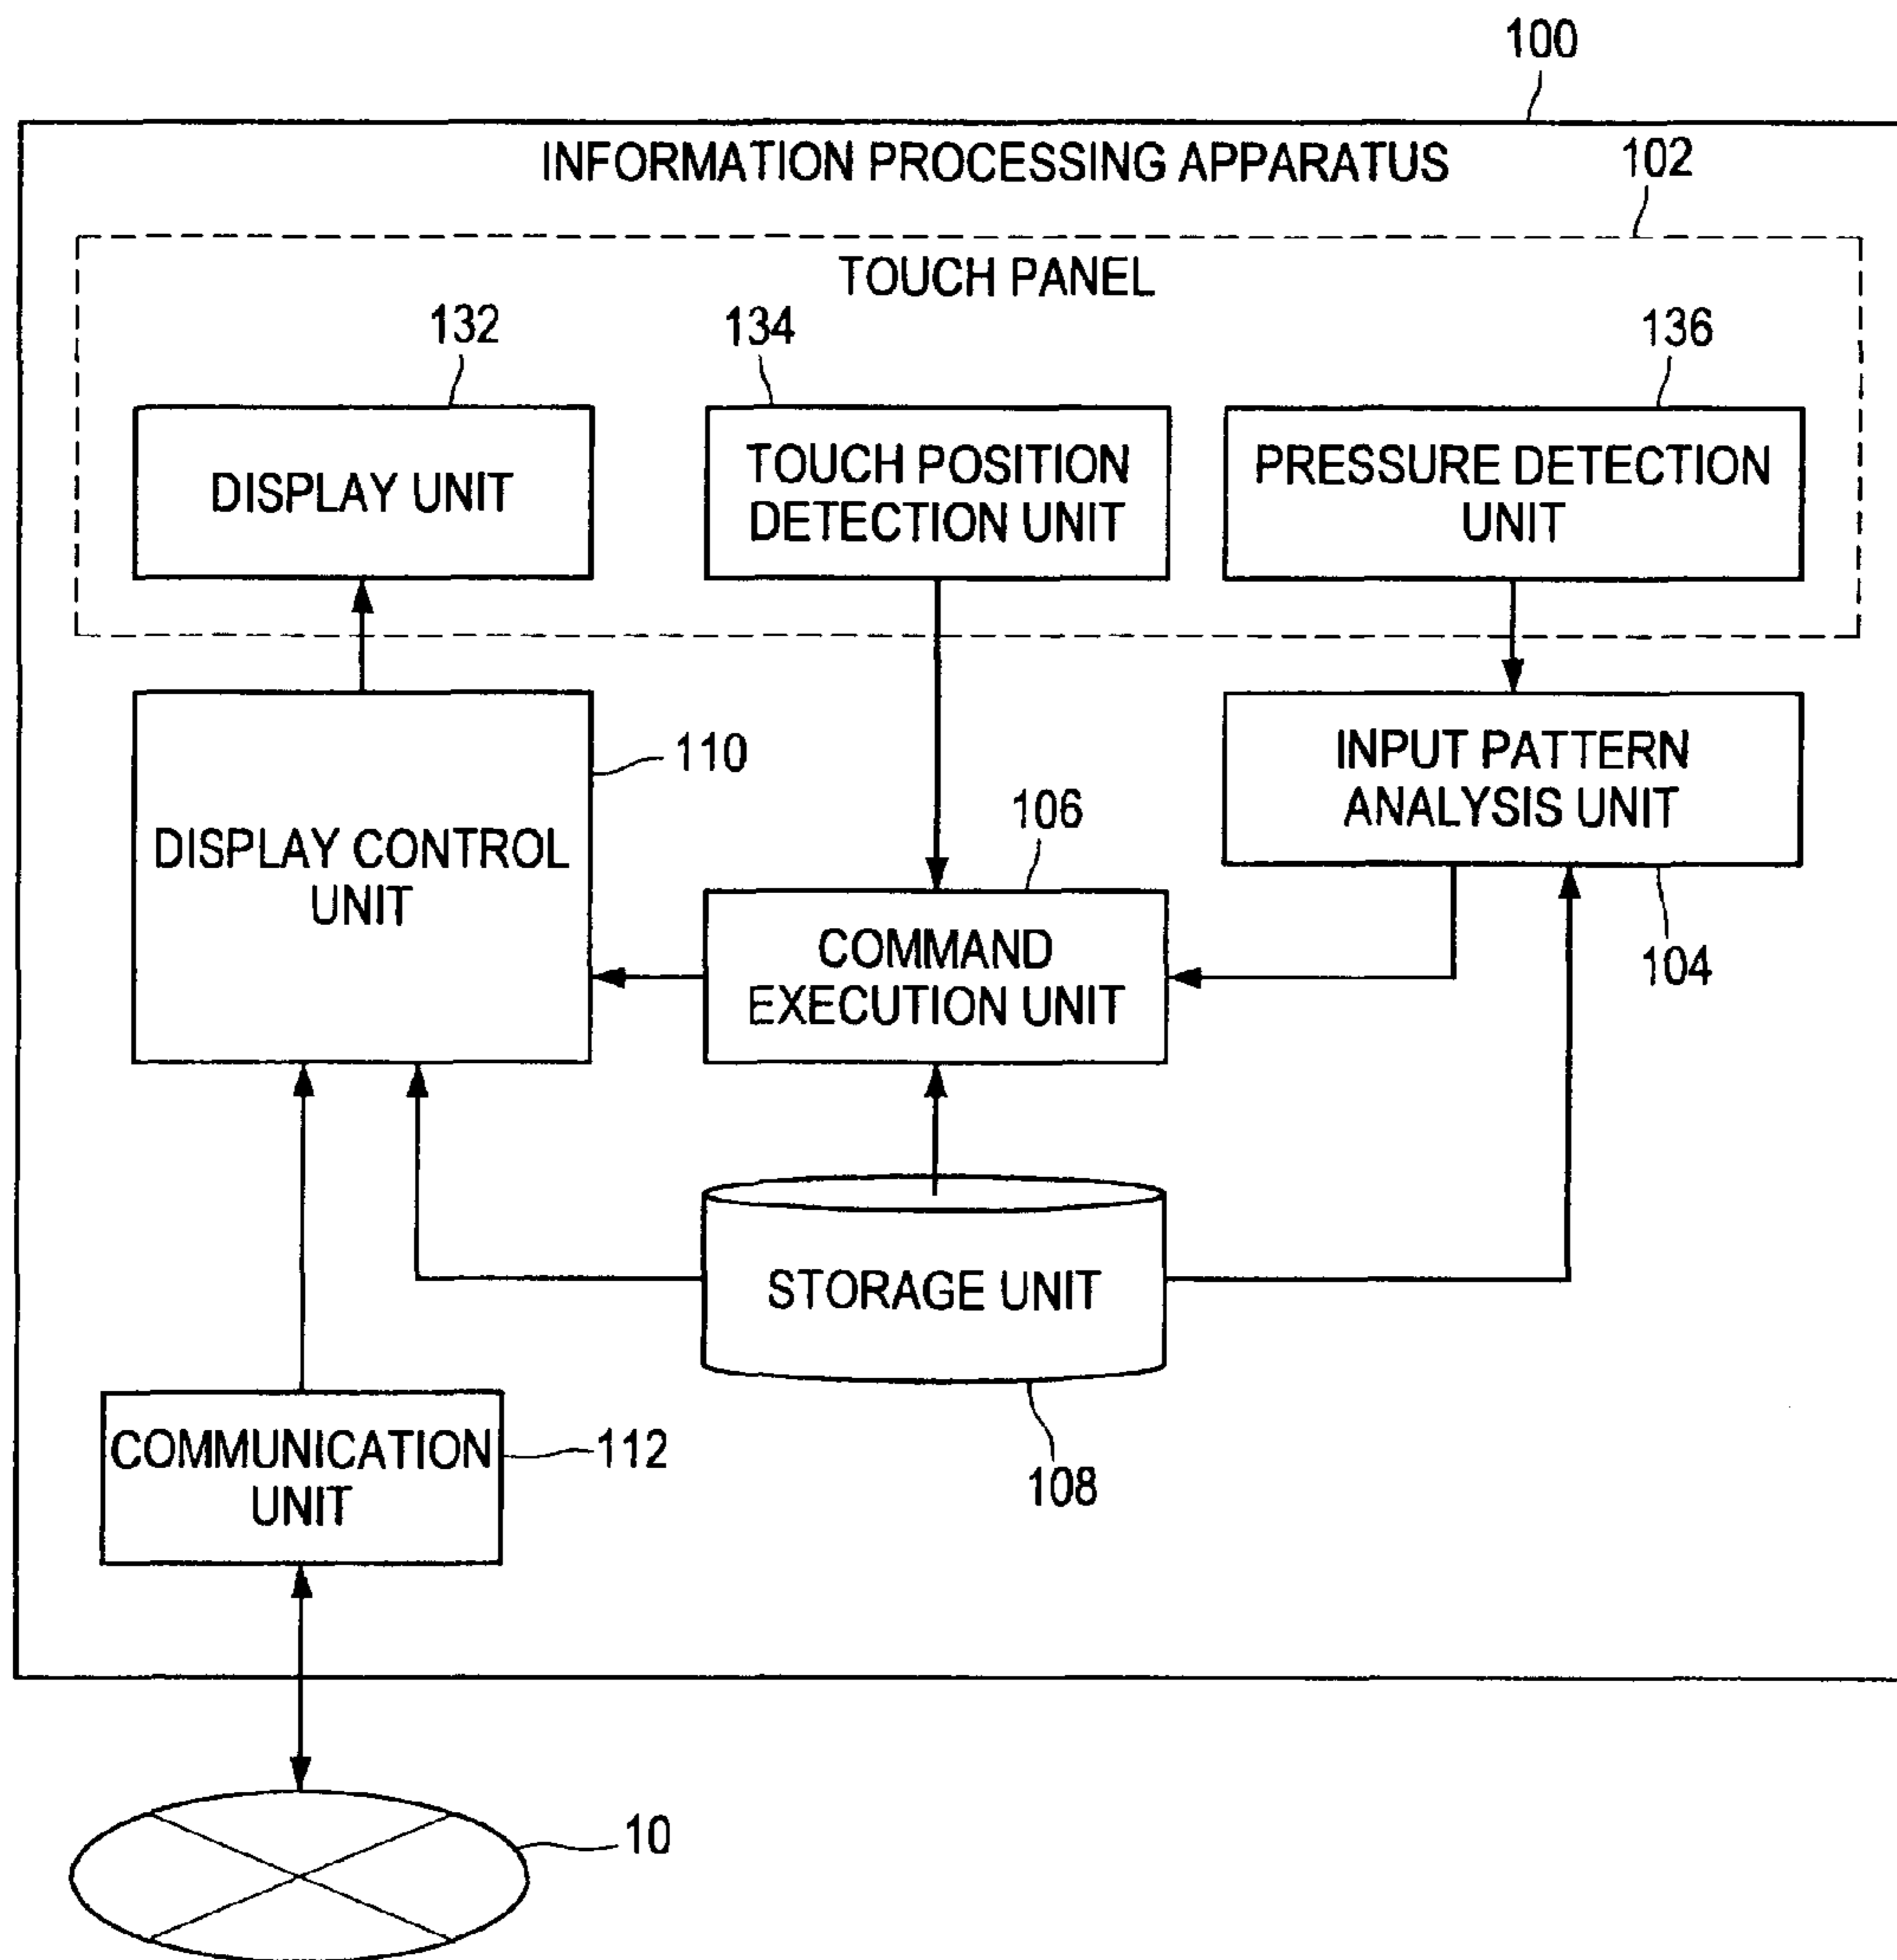 100
INFORMATION PROCESSING APPARATUS
102
TOUCH PANEL
132
134
136
DISPLAY UNIT
TOUCH POSITION
DETECTION UNIT
PRESSURE DETECTION
UNIT
110
DISPLAY CONTROL
UNIT
106
COMMAND
EXECUTION UNIT
INPUT PATTERN
ANALYSIS UNIT
104
STORAGE UNIT
108
COMMUNICATION
UNIT
112
10